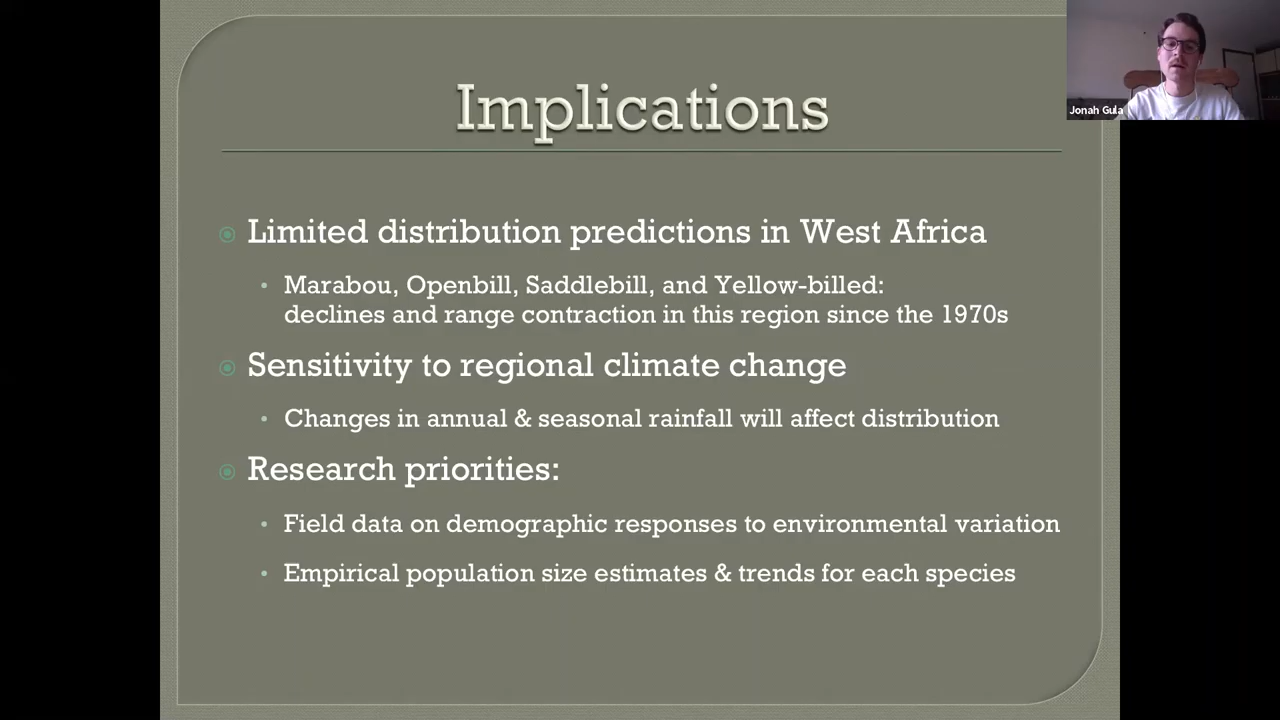 Implications
Jonah Gula
Limited distribution predictions in West Africa
Marabou, Openbill, Saddlebill, and Yellow-billed:
declines and range contraction in this region since the 1970s
Sensitivity to regional climate change
Changes in annual & seasonal rainfall will affect distribution
Research priorities:
Field data on demographic responses to environmental variation
Empirical population size estimates & trends for each species